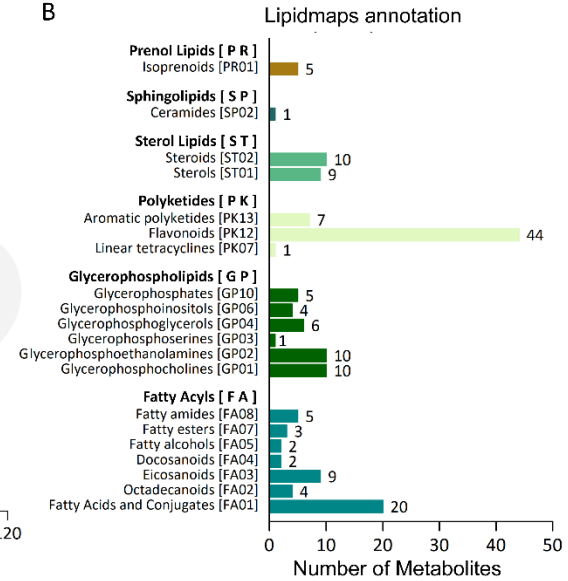 B
Lipidmaps annotation
Prenol Lipids [ P R ]
Isoprenoids [PR01] 5
Sphingolipids [ S P ]
Ceramides [SP02] 1
Sterol Lipids [ S T ]
Steroids [ST02] 10
Sterols [ST01] 9
Polyketides [ P K ]
Aromatic polyketides [PK13] 7
Flavonoids [PK12] 44
Linear tetracyclines [PK07] 1
Glycerophospholipids [ G P ]
Glycerophosphates [GP10] 5
Glycerophosphoinositols [GP06] 4
Glycerophosphoglycerols [GP04] 6
Glycerophosphoserines [GP03] 1
Glycerophosphoethanolamines [GP02] 10
Glycerophosphocholines [GP01] 10
Fatty Acyls [ F A ]
Fatty amides [FA08] 5
Fatty esters [FA07] 3
Fatty alcohols [FA05] 2
Docosanoids [FA04] 2
Eicosanoids [FA03] 9
Octadecanoids [FA02] 4
Fatty Acids and Conjugates [FA01] 20
120
0 10 20 30 40 50
Number of Metabolites